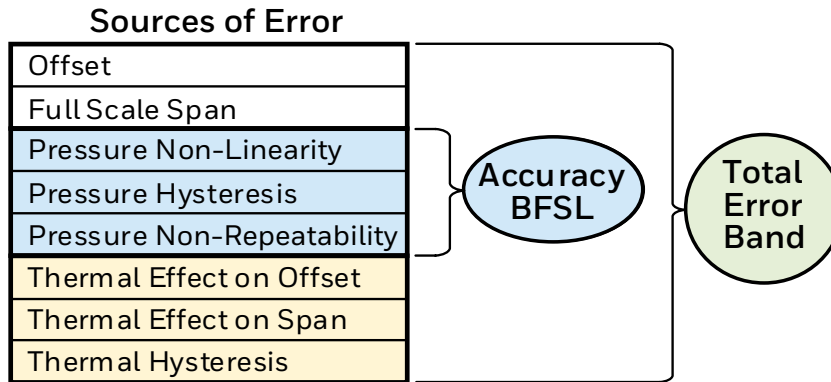 Sources of Error
Offset
Full Scale Span
Pressure Non-Linearity
Pressure Hysteresis
Pressure Non-Repeatability
Thermal Effect on Offset
Thermal Effect on Span
Thermal Hysteresis
Accuracy
BFSL
Total
Error
Band